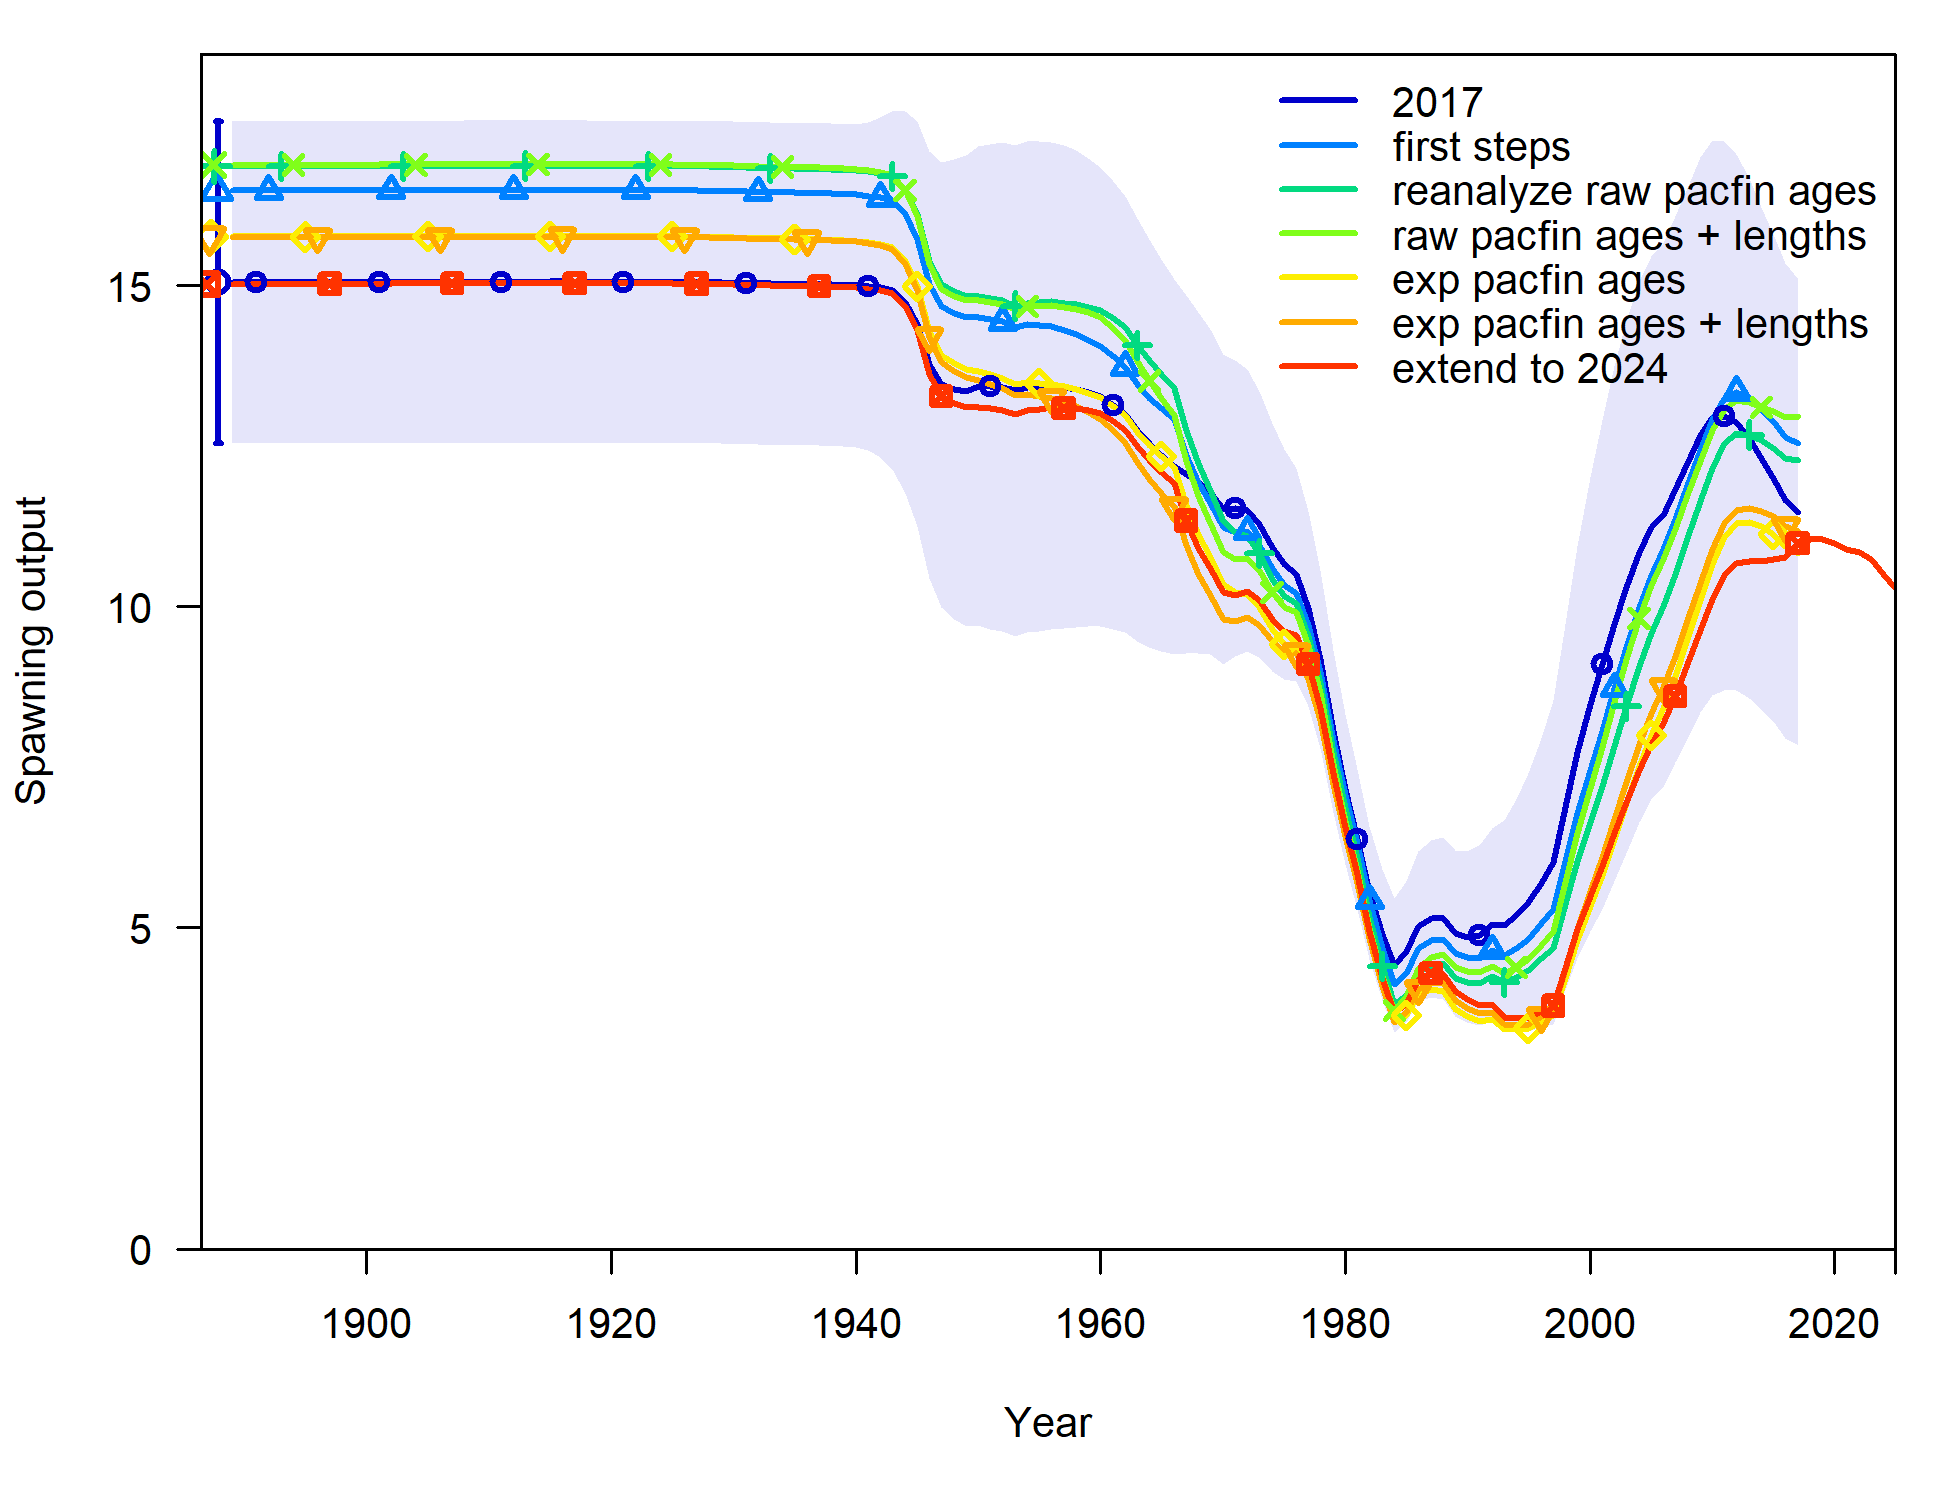 2017
first steps
reanalyze raw pacfin ages
raw pacfin ages + lengths
exp pacfin ages
exp pacfin ages + lengths
extend to 2024
Spawning output
15
10
5
0
1900 1920 1940 1960 1980 2000 2020
Year